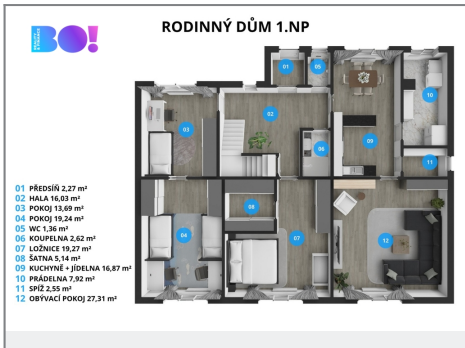 BO!
REALITY
& FINANCE
RODINNÝ DŮM 1.NP
01
05
02
03
06
09
10
11
04
08
07
12
01 PŘEDSÍŇ 2,27 m²
02 HALA 16,03 m²
03 POKOJ 13,69 m²
04 POKOJ 19,24 m²
05 WC 1,36 m²
06 KOUPELNA 2,62 m²
07 LOŽNICE 19,27 m²
08 ŠATNA 5,14 m²
09 KUCHYNĚ + JÍDELNA 16,87 m²
10 PRÁDELNA 7,92 m²
11 SPÍŽ 2,55 m²
12 OBÝVACÍ POKOJ 27,31 m²